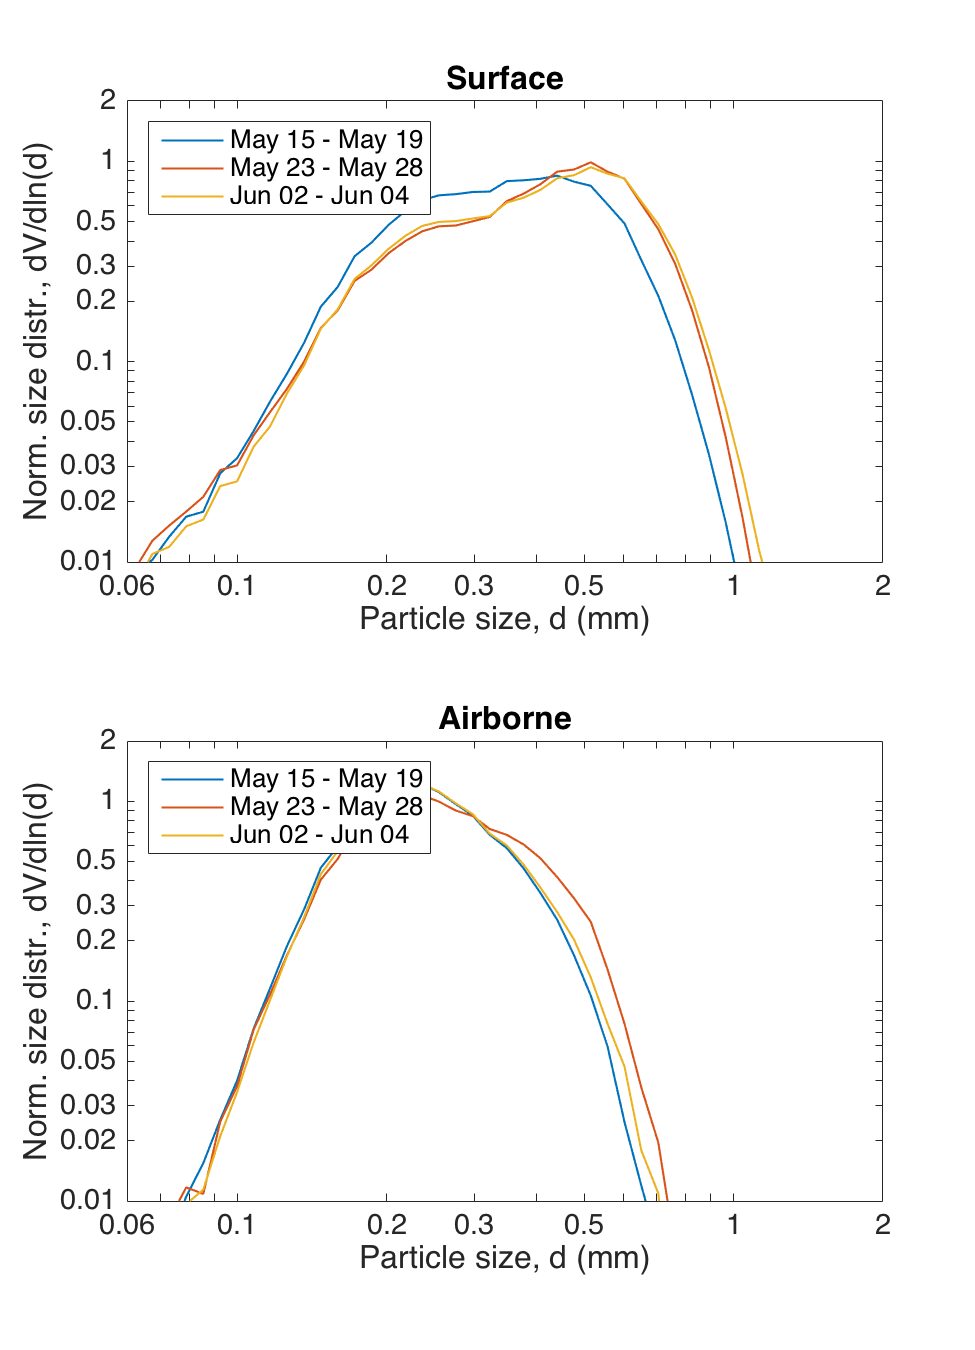 Surface
Norm. size distr., dV/dln(d)
2
1
0.5
0.3
0.2
0.1
0.05
0.03
0.02
0.01
May 15 - May 19
May 23 - May 28
Jun 02 - Jun 04
0.06 0.1 0.2 0.3 0.5 1 2
Particle size, d (mm)
Airborne
Norm. size distr., dV/dln(d)
2
1
0.5
0.3
0.2
0.1
0.05
0.03
0.02
0.01
May 15 - May 19
May 23 - May 28
Jun 02 - Jun 04
0.06 0.1 0.2 0.3 0.5 1 2
Particle size, d (mm)